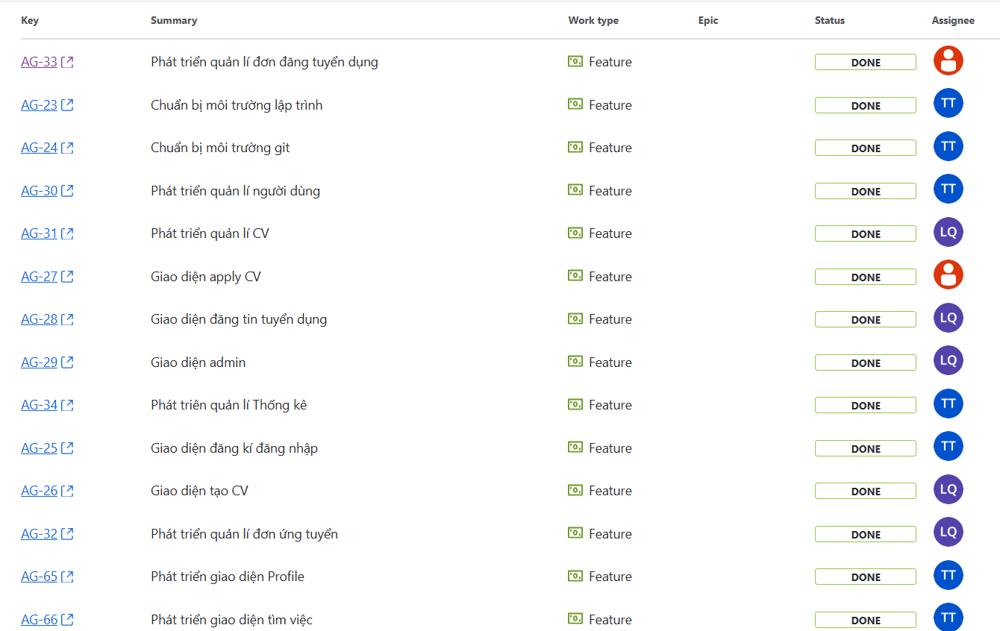 Key Summary Work type Epic Status Assignee
AG-33 Phát triển quản lí đơn đăng tuyển dụng Feature DONE
AG-23 Chuẩn bị môi trường lập trình Feature DONE TT
AG-24 Chuẩn bị môi trường git Feature DONE TT
AG-30 Phát triển quản lí người dùng Feature DONE TT
AG-31 Phát triển quản lí CV Feature DONE LQ
AG-27 Giao diện apply CV Feature DONE
AG-28 Giao diện đăng tin tuyển dụng Feature DONE LQ
AG-29 Giao diện admin Feature DONE LQ
AG-34 Phát triên quản lí Thống kê Feature DONE TT
AG-25 Giao diện đăng kí đăng nhập Feature DONE TT
AG-26 Giao diện tạo CV Feature DONE LQ
AG-32 Phát triển quản lí đơn ứng tuyển Feature DONE LQ
AG-65 Phát triển giao diện Profile Feature DONE TT
AG-66 Phát triển giao diện tìm việc Feature DONE TT